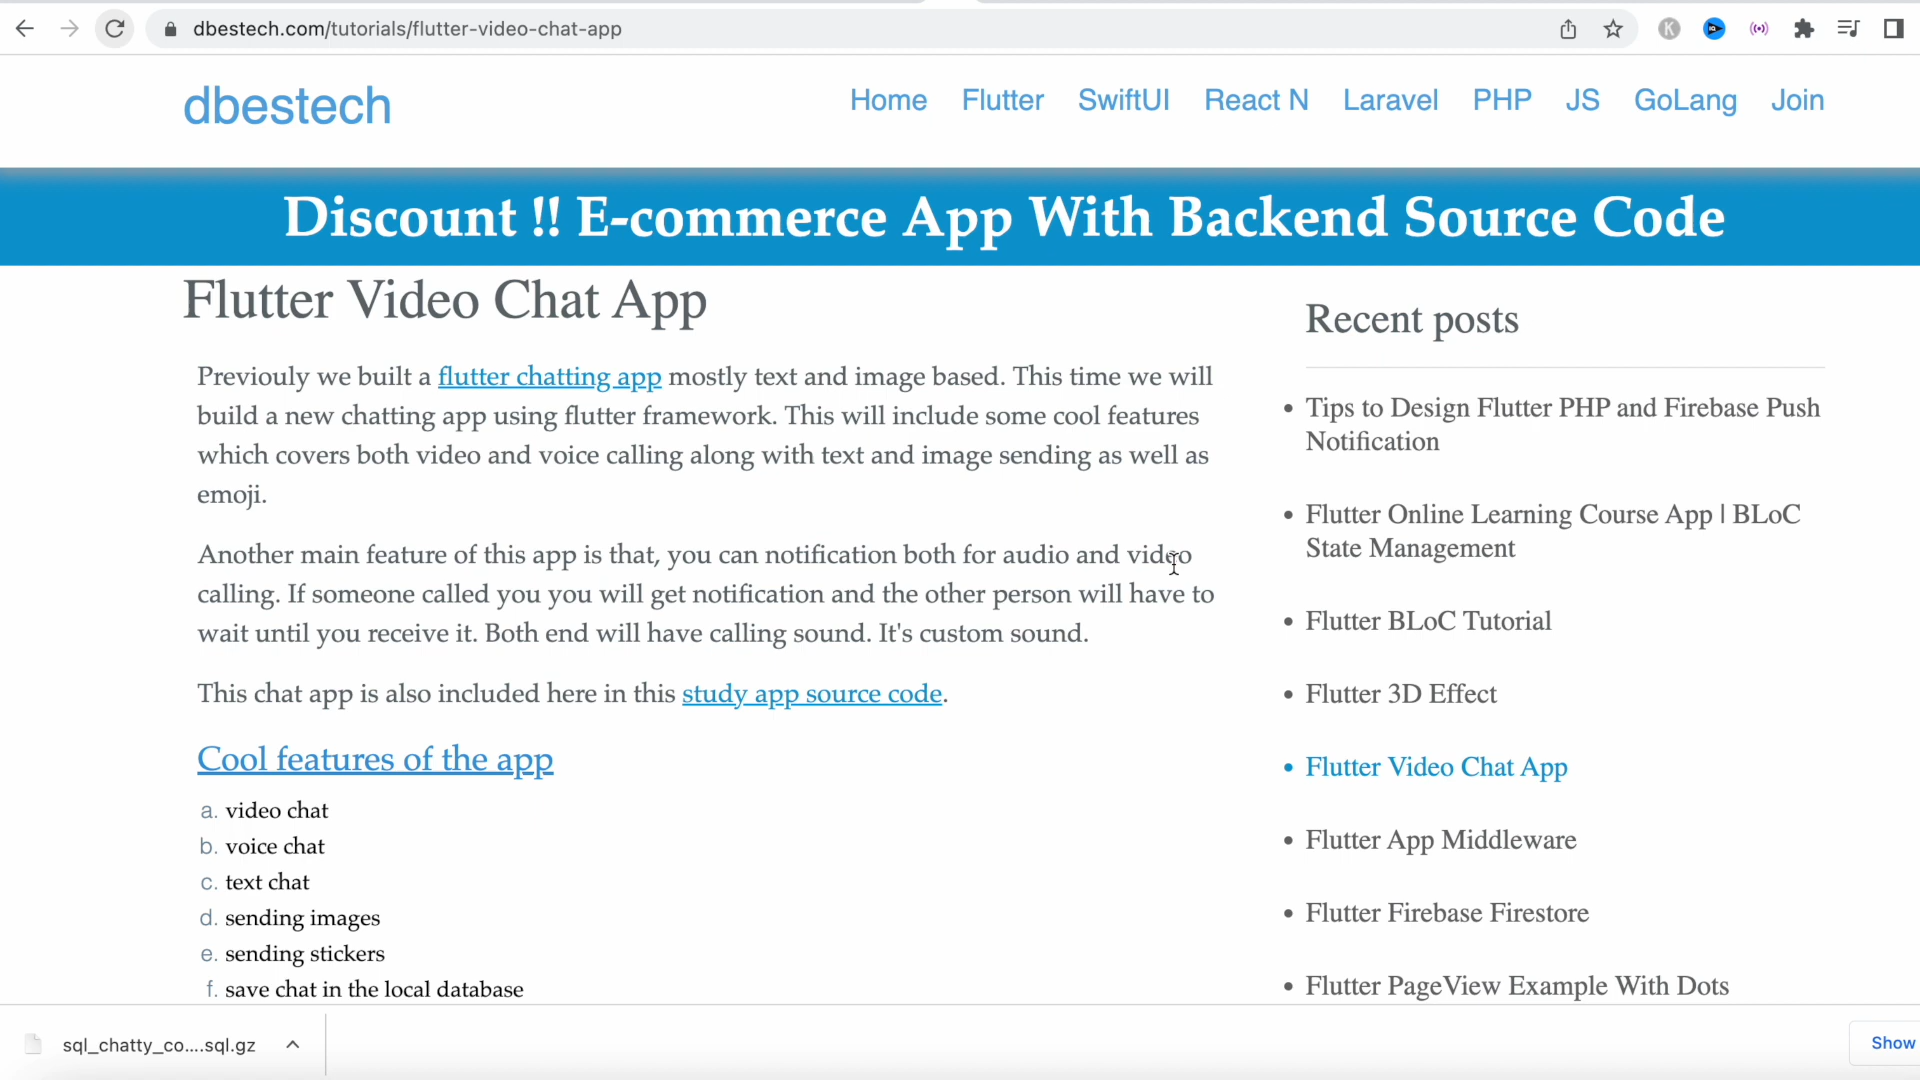 dbestech.com/tutorials/flutter-video-chat-app
dbestech
Home Flutter SwiftUI React N Laravel PHP JS GoLang Join
Discount !! E-commerce App With Backend Source Code
Flutter Video Chat App
Previouly we built a flutter chatting app mostly text and image based. This time we will
build a new chatting app using flutter framework. This will include some cool features
which covers both video and voice calling along with text and image sending as well as
emoji.
Another main feature of this app is that, you can notification both for audio and video
calling. If someone called you you will get notification and the other person will have to
wait until you receive it. Both end will have calling sound. It's custom sound.
This chat app is also included here in this study app source code.
Cool features of the app
a. video chat
b. voice chat
c. text chat
d. sending images
e. sending stickers
f. save chat in the local database
Recent posts
• Tips to Design Flutter PHP and Firebase Push
Notification
• Flutter Online Learning Course App | BLoC
State Management
• Flutter BLoC Tutorial
• Flutter 3D Effect
• Flutter Video Chat App
• Flutter App Middleware
• Flutter Firebase Firestore
• Flutter PageView Example With Dots
sql_chatty_co....sql.gz
Show